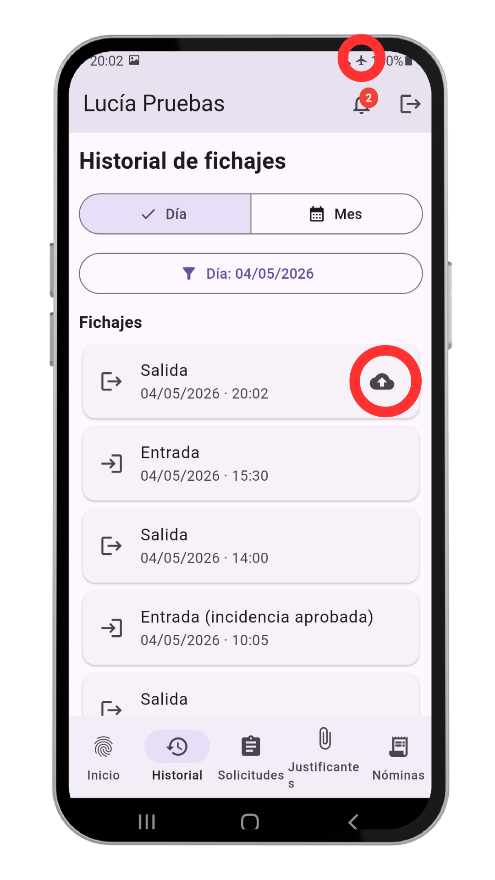 20:02
0%
Lucía Pruebas
2
Historial de fichajes
Día
Mes
Día: 04/05/2026
Fichajes
Salida
04/05/2026 · 20:02
Entrada
04/05/2026 · 15:30
Salida
04/05/2026 · 14:00
Entrada (incidencia aprobada)
04/05/2026 · 10:05
Salida
Inicio
Historial
Solicitudes
Justificante
s
Nóminas